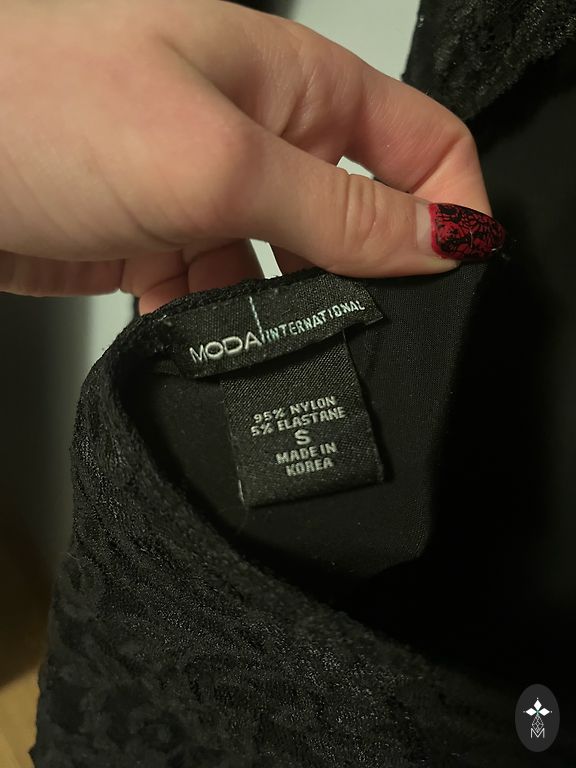 MODA INTERNATIONAL
95% NYLON
5% ELASTANE
S
MADE IN
KOREA
M